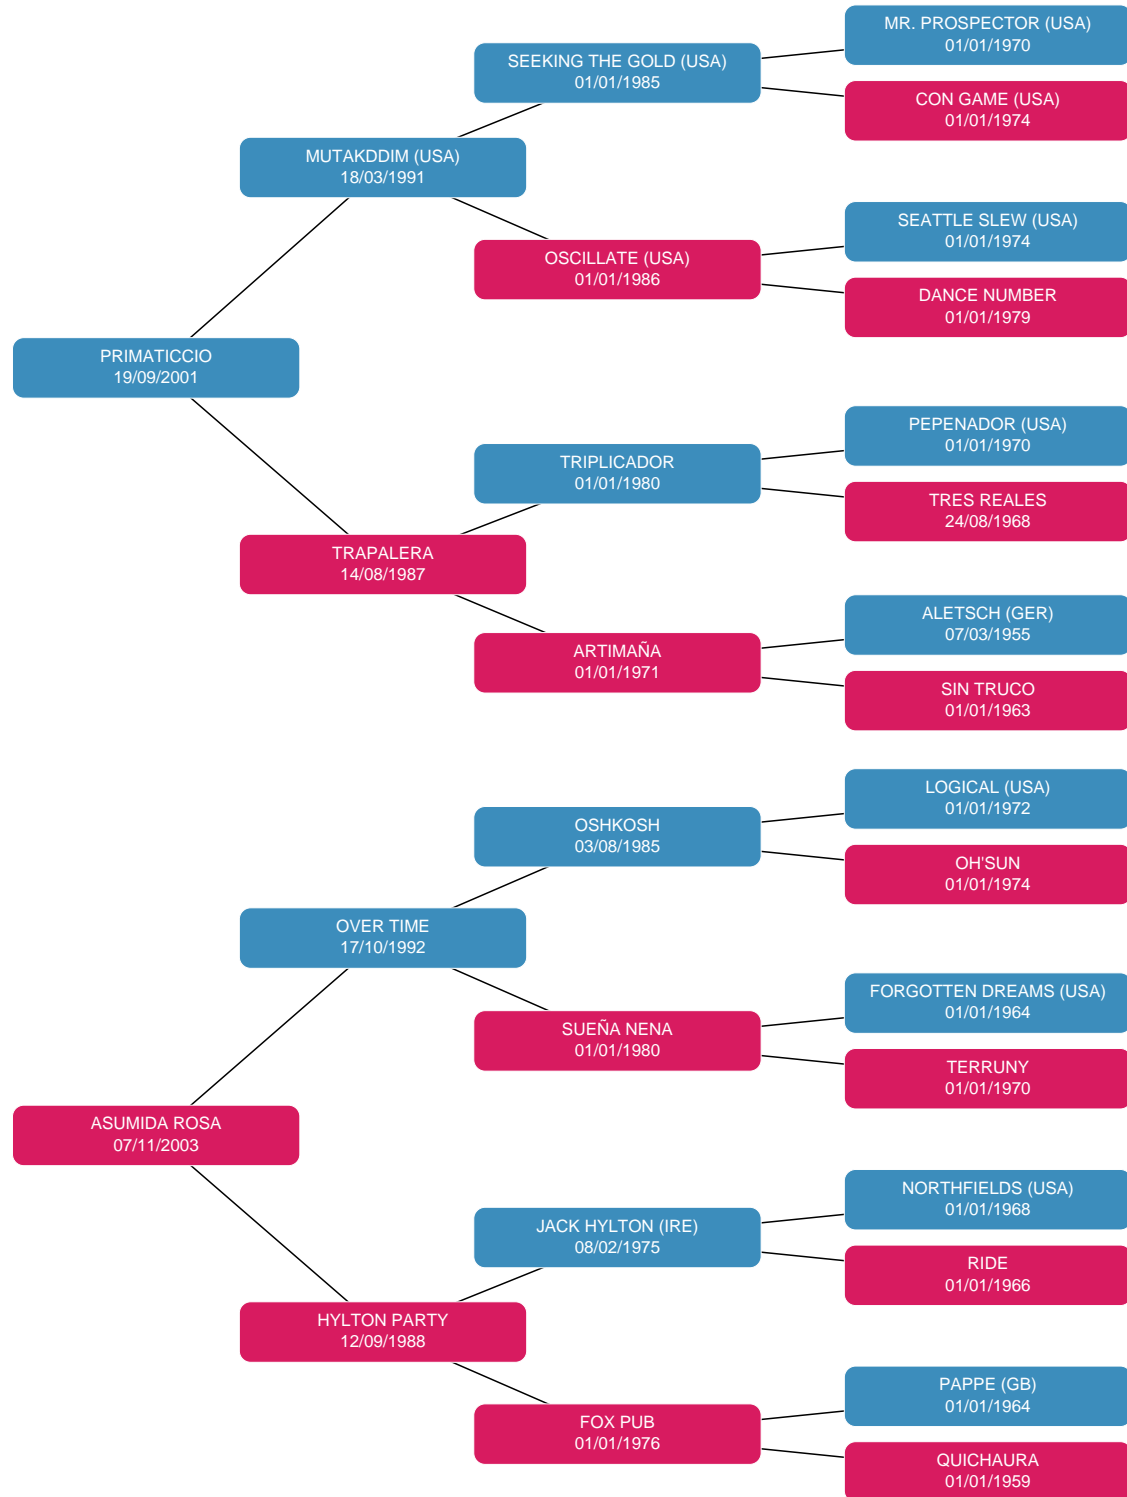 MR. PROSPECTOR (USA)
01/01/1970
SEEKING THE GOLD (USA)
01/01/1985
CON GAME (USA)
01/01/1974
MUTAKDDIM (USA)
18/03/1991
SEATTLE SLEW (USA)
01/01/1974
OSCILLATE (USA)
01/01/1986
DANCE NUMBER
01/01/1979
PRIMATICCIO
19/09/2001
PEPENADOR (USA)
01/01/1970
TRIPLICADOR
01/01/1980
TRES REALES
24/08/1968
TRAPALERA
14/08/1987
ALETSCH (GER)
07/03/1955
ARTIMAÑA
01/01/1971
SIN TRUCO
01/01/1963
LOGICAL (USA)
01/01/1972
OSHKOSH
03/08/1985
OH'SUN
01/01/1974
OVER TIME
17/10/1992
FORGOTTEN DREAMS (USA)
01/01/1964
SUEÑA NENA
01/01/1980
TERRUNY
01/01/1970
ASUMIDA ROSA
07/11/2003
NORTHFIELDS (USA)
01/01/1968
JACK HYLTON (IRE)
08/02/1975
RIDE
01/01/1966
HYLTON PARTY
12/09/1988
PAPPE (GB)
01/01/1964
FOX PUB
01/01/1976
QUICHAURA
01/01/1959